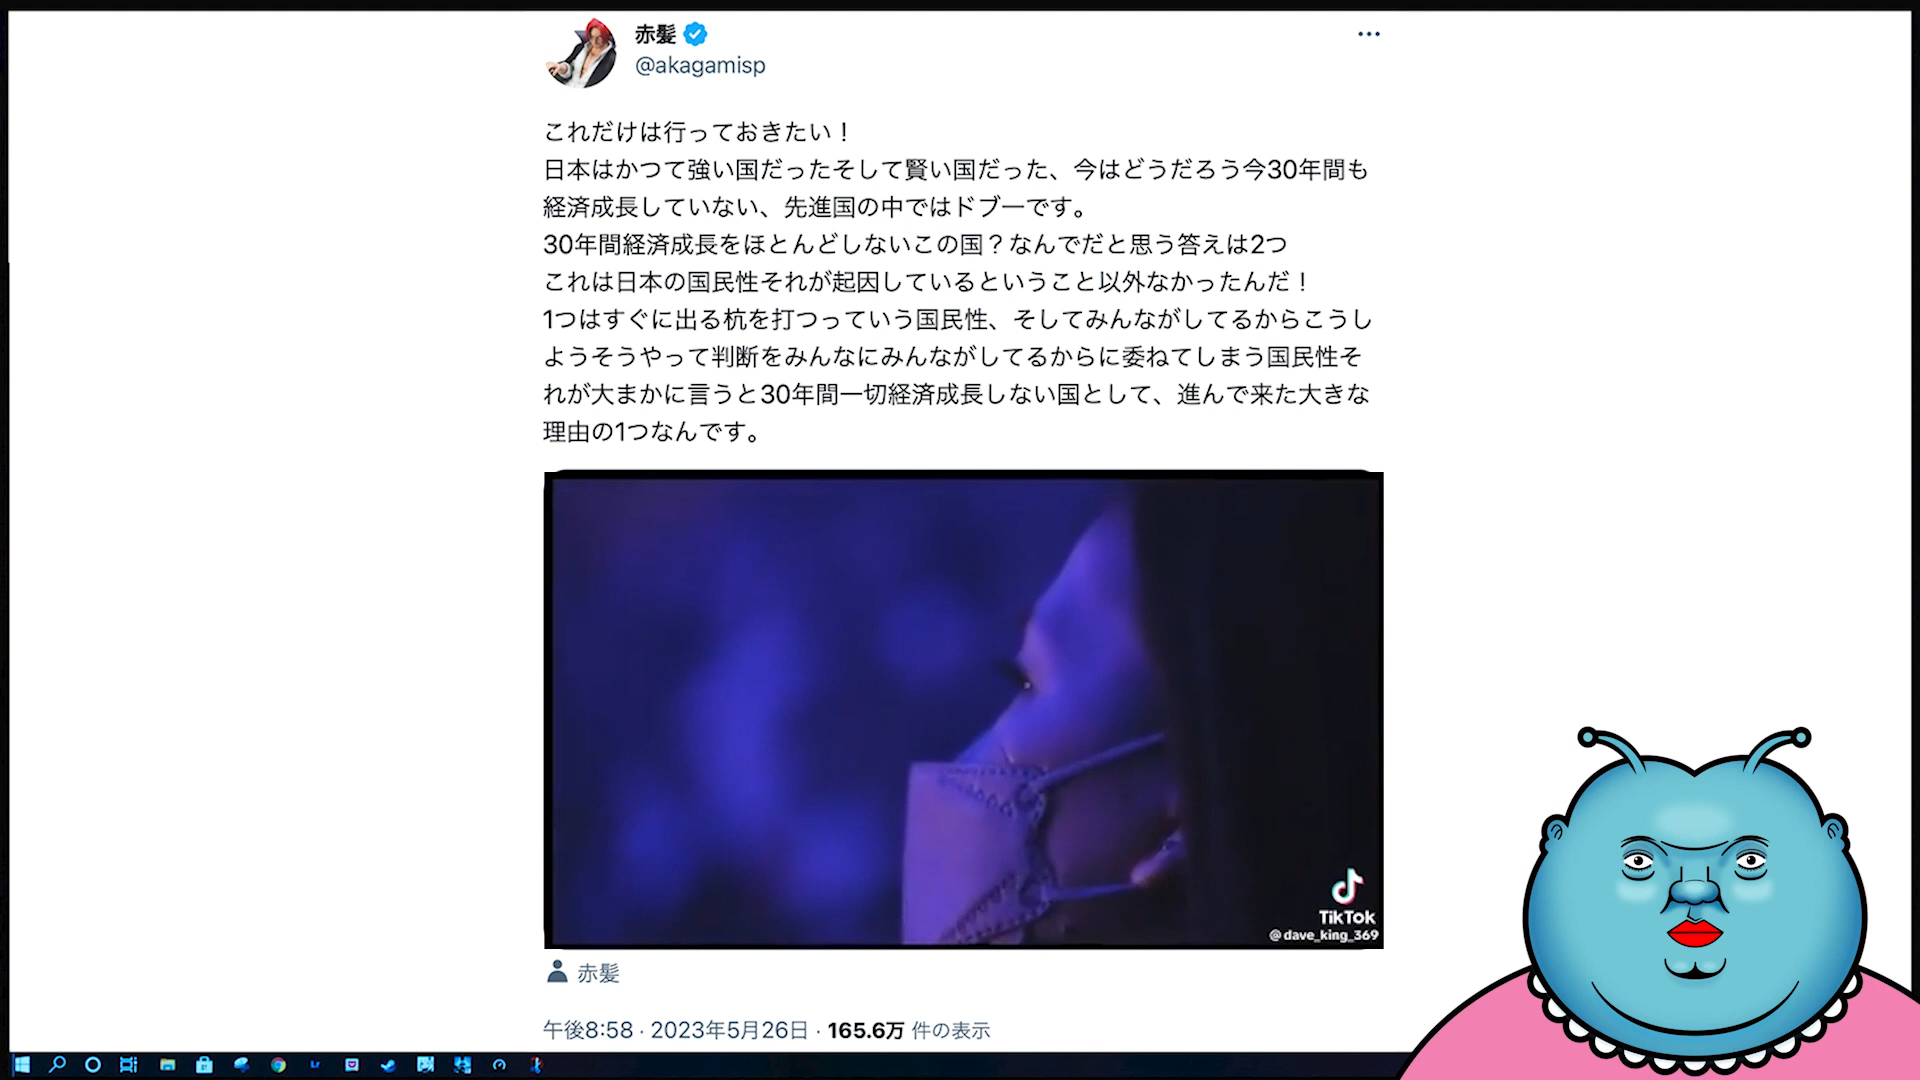 赤髪
@akagamisp
これだけは行っておきたい！
日本はかつて強い国だったそして賢い国だった、今はどうだろう今30年間も
経済成長していない、先進国の中ではドブーです。
30年間経済成長をほとんどしないこの国？なんでだと思う答えは2つ
これは日本の国民性それが起因しているということ以外なかったんだ！
1つはすぐに出る杭を打つっていう国民性、そしてみんながしてるからこうし
ようそうやって判断をみんなにみんながしてるからに委ねてしまう国民性そ
れが大まかに言うと30年間一切経済成長しない国として、進んで来た大きな
理由の1つなんです。
TikTok
@dave_king_369
赤髪
午後8:58 · 2023年5月26日 · 165.6万 件の表示